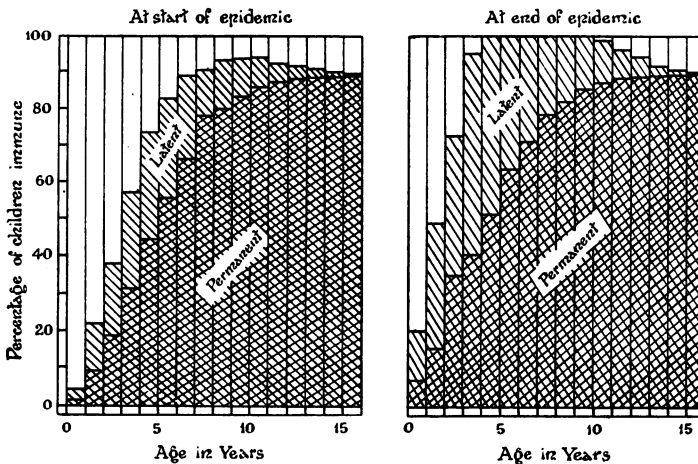 At start of epidemic
At end of epidemic
Percentage of children immune
100
80
60
40
20
0
Latent
Permanent
Latent
Permanent
0 5 10 15
0 5 10 15
Age in Years
Age in Years